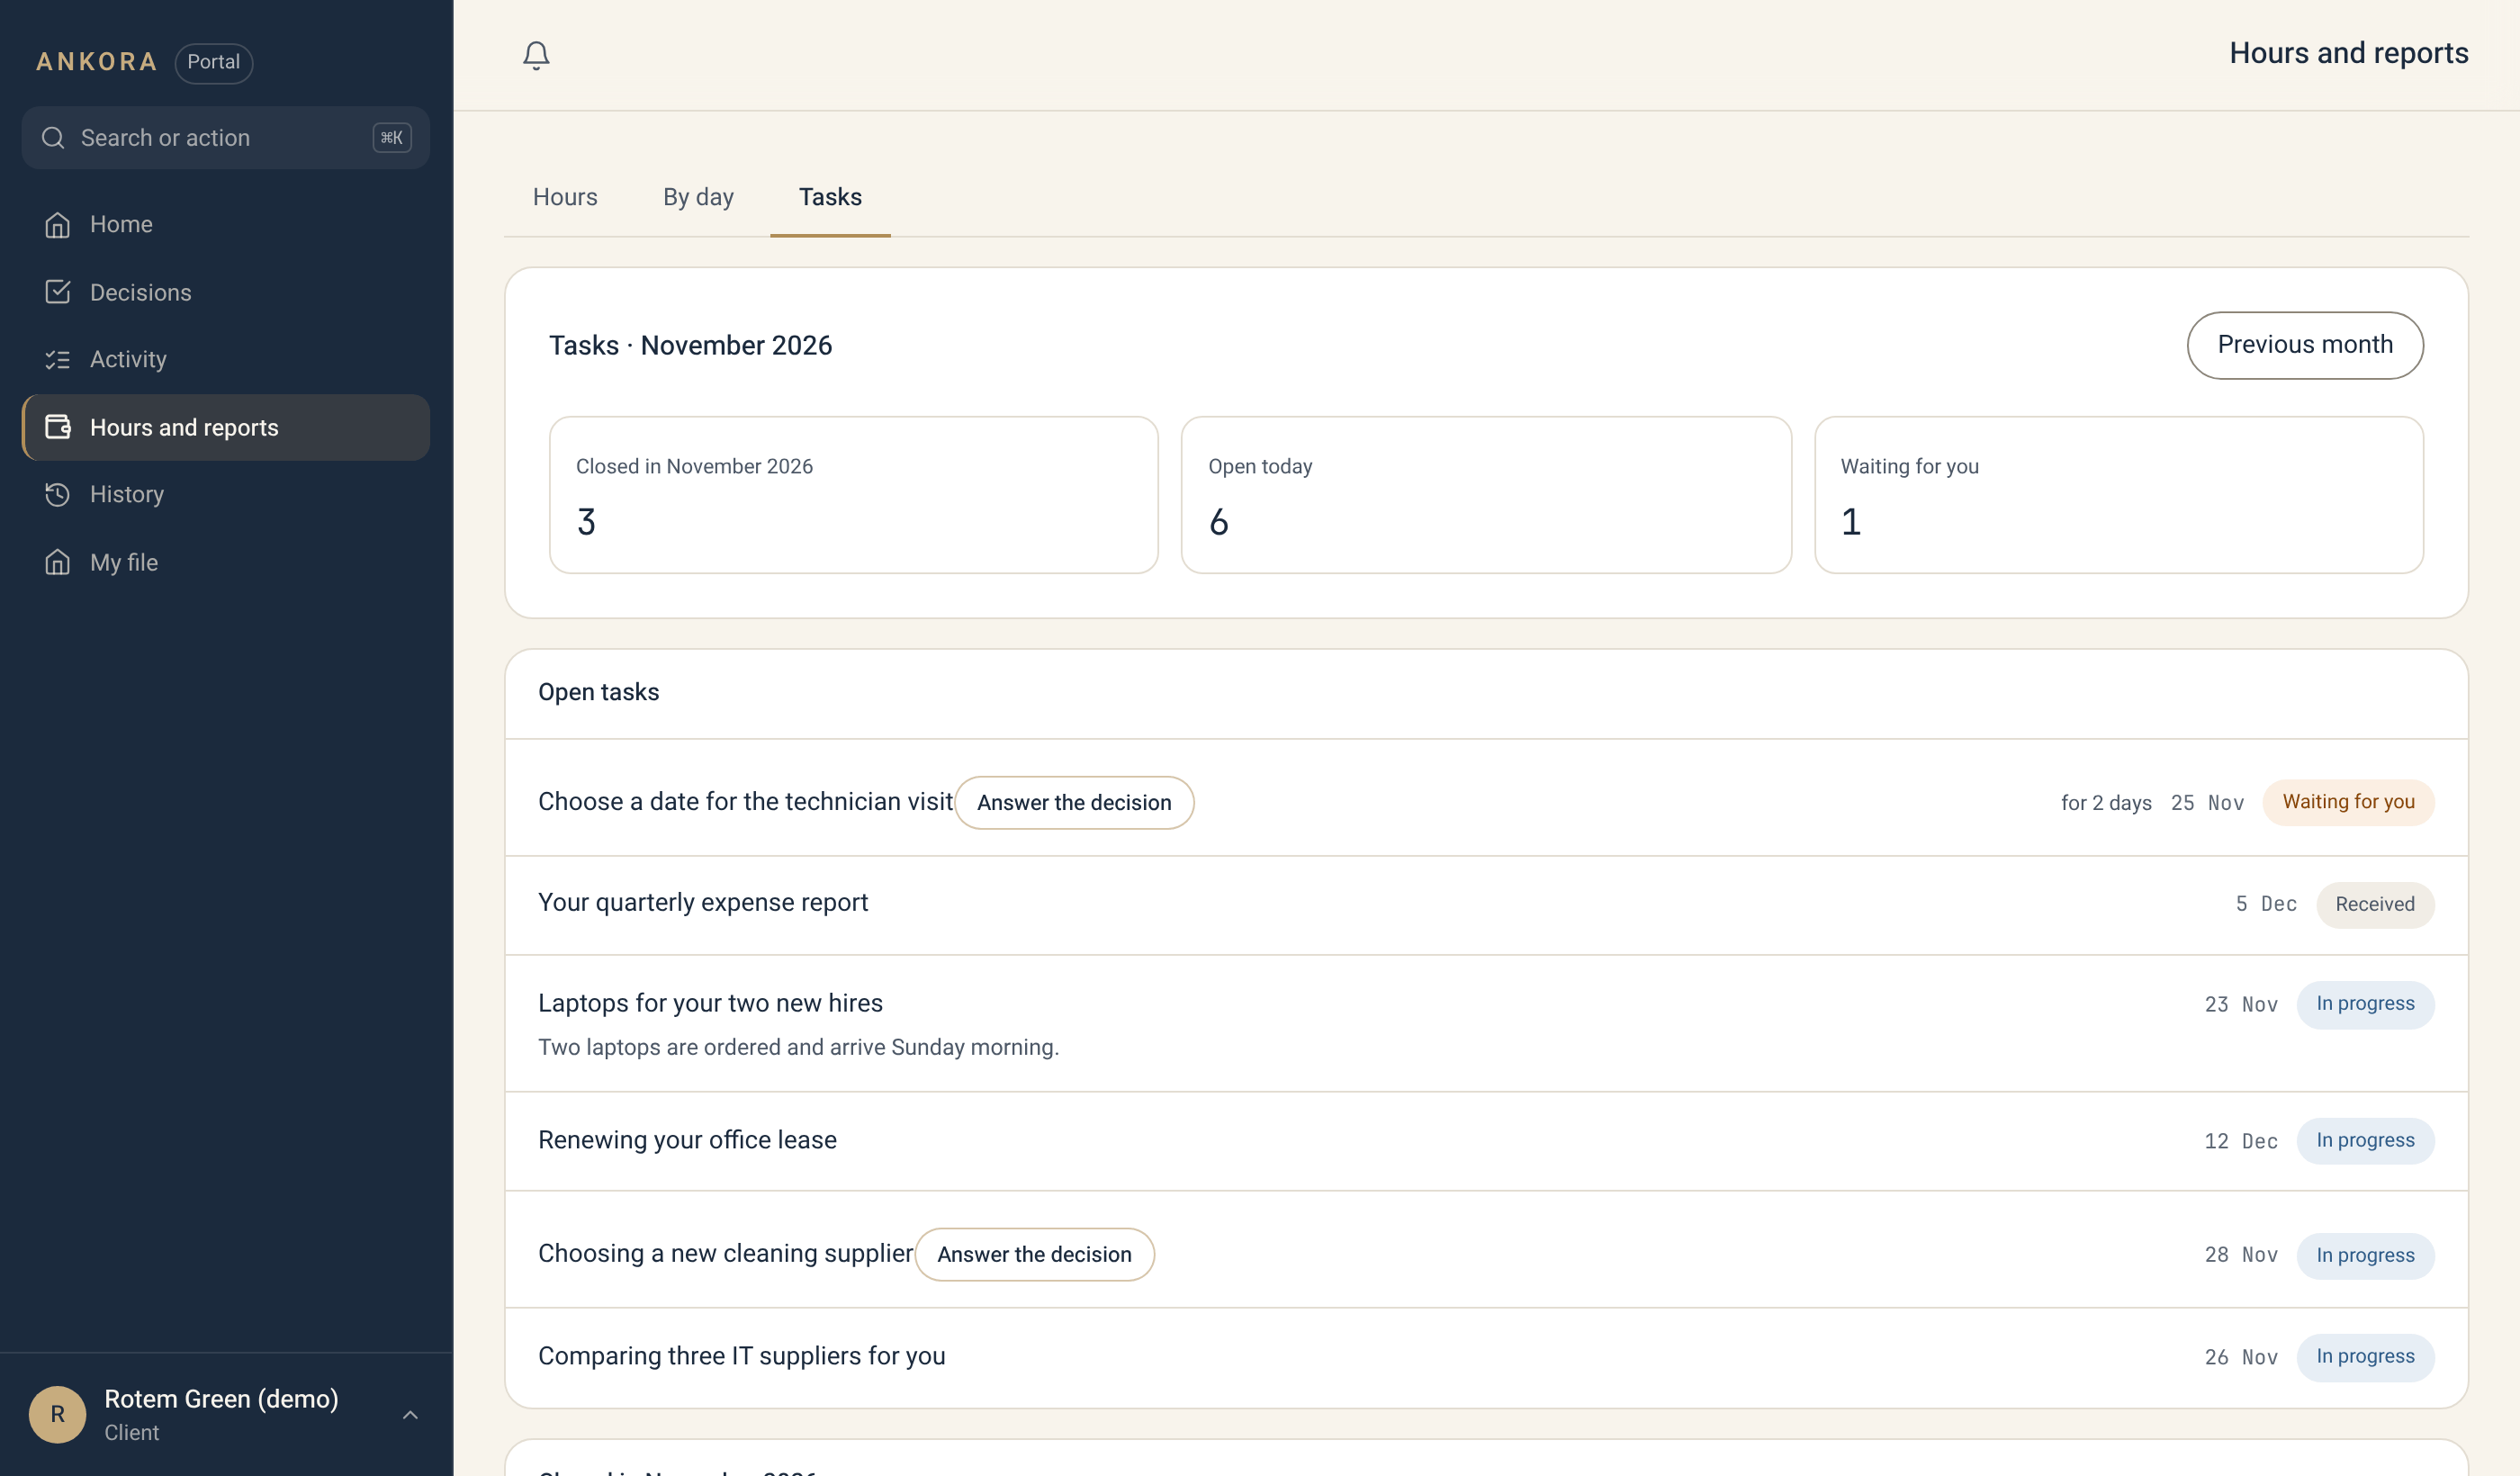 ANKORA Portal
Search or action ⌘K
Home
Decisions
Activity
Hours and reports
History
My file
Rotem Green (demo)
Client
R
Hours and reports
Hours By day Tasks
Tasks · November 2026
Previous month
Closed in November 2026
3
Open today
6
Waiting for you
1
Open tasks
Choose a date for the technician visit Answer the decision for 2 days 25 Nov Waiting for you
Your quarterly expense report 5 Dec Received
Laptops for your two new hires 23 Nov In progress
Two laptops are ordered and arrive Sunday morning.
Renewing your office lease 12 Dec In progress
Choosing a new cleaning supplier Answer the decision 28 Nov In progress
Comparing three IT suppliers for you 26 Nov In progress